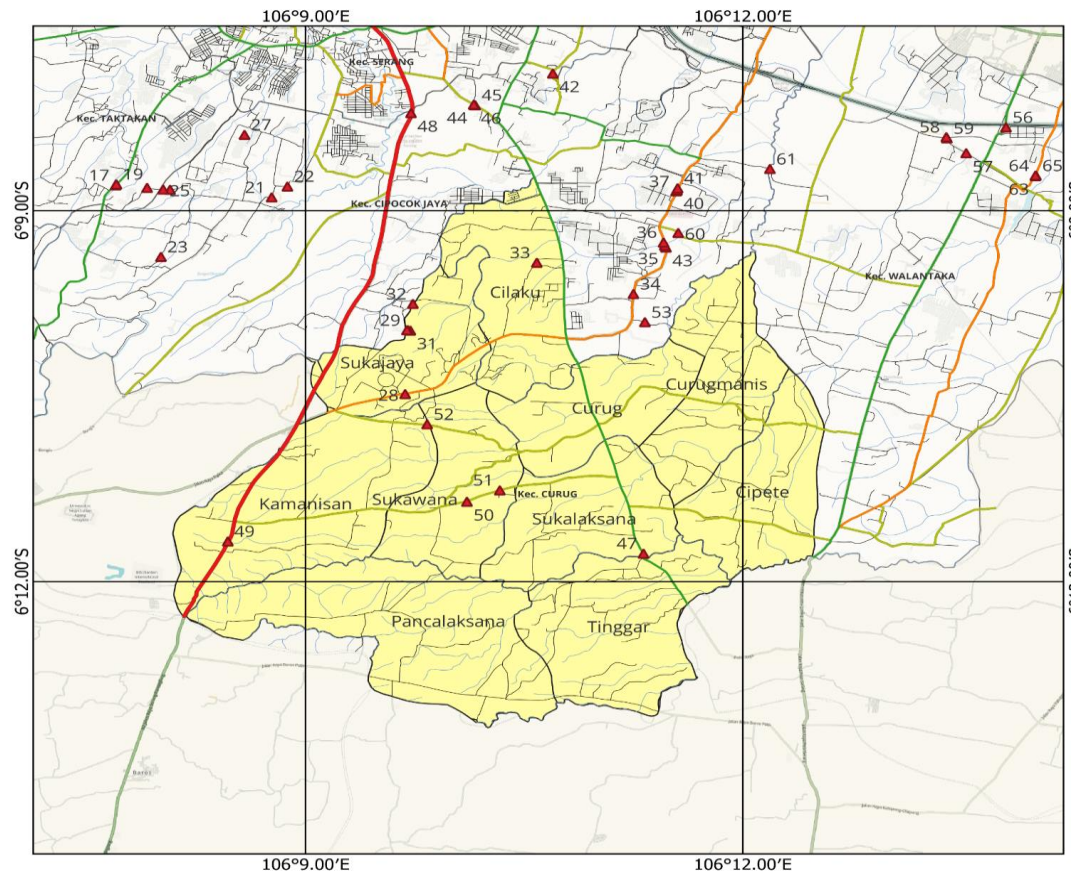 106°9.00′E 106°12.00′E
Kec. SERANG
42
45
44 46
48
Kec. TAKTAKAN
27
56
58 59
57
61
64 65
63
17 19 25 21 22
37 41
40
6°9.00′S
Kec. CIPOCOK JAYA
36 60
35 43
23
33
Kec. WALANTAKA
Cilaku
34
32
29
31
53
Sukajaya
Curugmanis
28
Curug
52
51
Kec. CURUG
Cipete
Kamanisan
Sukawana
50
Sukalaksana
49
47
6°12.00′S
Pancalaksana
Tinggar
Baros
106°9.00′E 106°12.00′E